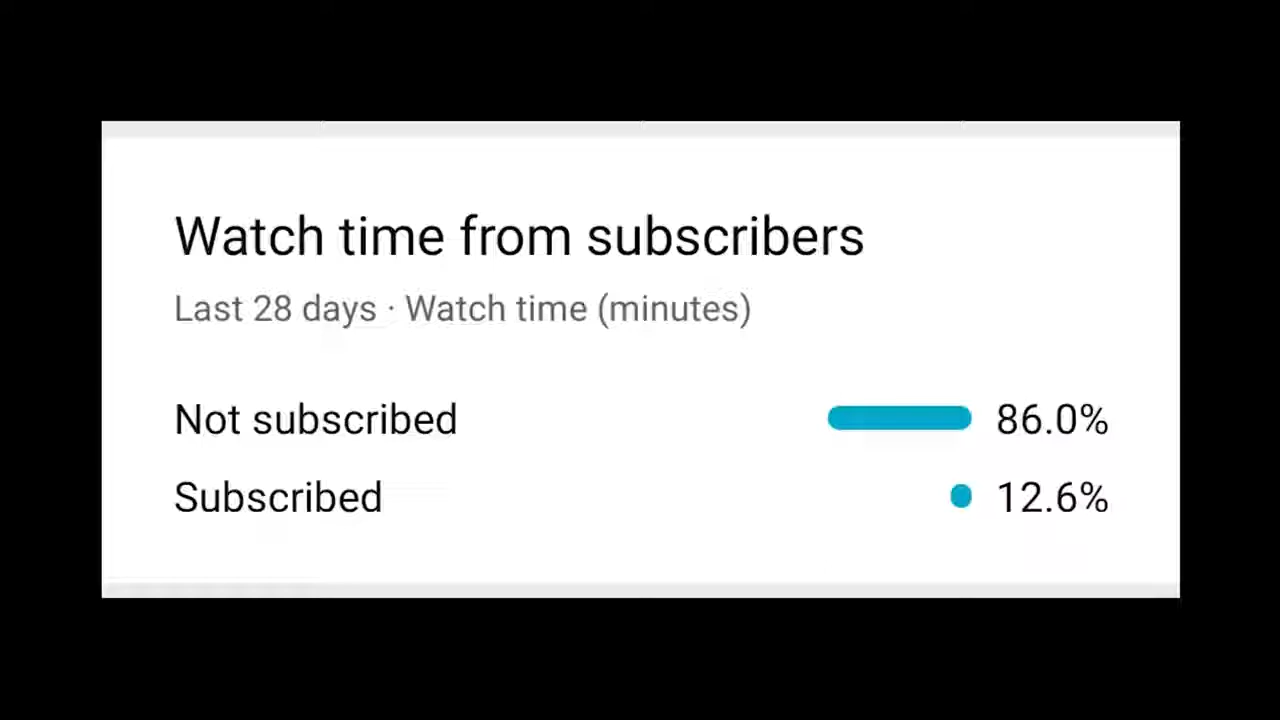 Watch time from subscribers
Last 28 days · Watch time (minutes)
Not subscribed 86.0%
Subscribed 12.6%